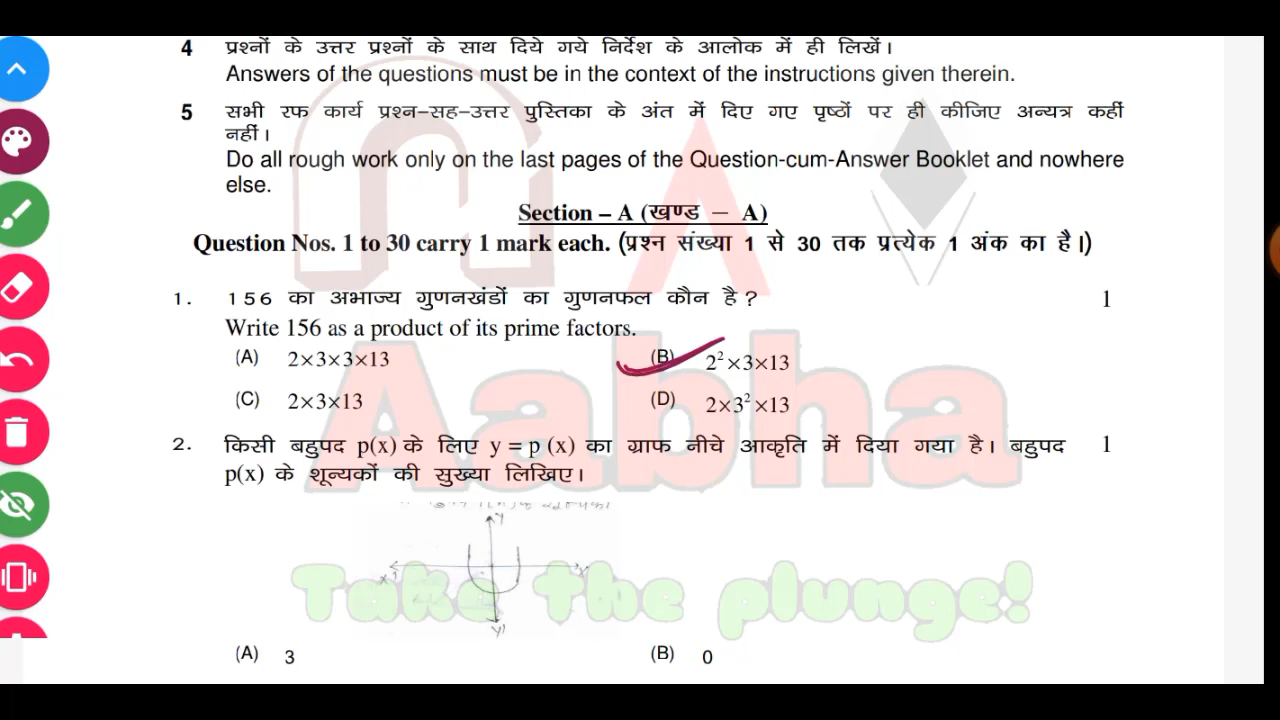 4 प्रश्नों के उत्तर प्रश्नों के साथ दिये गये निर्देश के आलोक में ही लिखें।
Answers of the questions must be in the context of the instructions given therein.
5 सभी रफ कार्य प्रश्न–सह–उत्तर पुस्तिका के अंत में दिए गए पृष्ठों पर ही कीजिए अन्यत्र कहीं
नहीं।
Do all rough work only on the last pages of the Question-cum-Answer Booklet and nowhere
else.
Section – A (खण्ड – A)
Question Nos. 1 to 30 carry 1 mark each. (प्रश्न संख्या 1 से 30 तक प्रत्येक 1 अंक का है।)
1. 156 का अभाज्य गुणनखंडों का गुणनफल कौन है? 1
Write 156 as a product of its prime factors.
(A) 2×3×3×13 (B) 2²×3×13
(C) 2×3×13 (D) 2×3²×13
Aabha
2. किसी बहुपद p(x) के लिए y = p (x) का ग्राफ नीचे आकृति में दिया गया है। बहुपद 1
p(x) के शून्यकों की सुख्या लिखिए।
Y
X' X
Y'
Take the plunge!
(A) 3 (B) 0